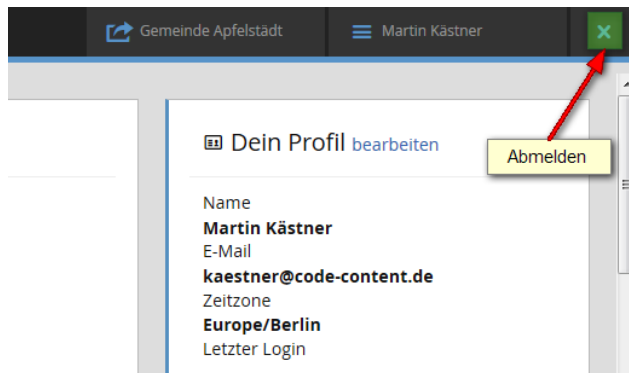 Gemeinde Apfelstädt
Martin Kästner
Dein Profil bearbeiten
Abmelden
Name
Martin Kästner
E-Mail
kaestner@code-content.de
Zeitzone
Europe/Berlin
Letzter Login